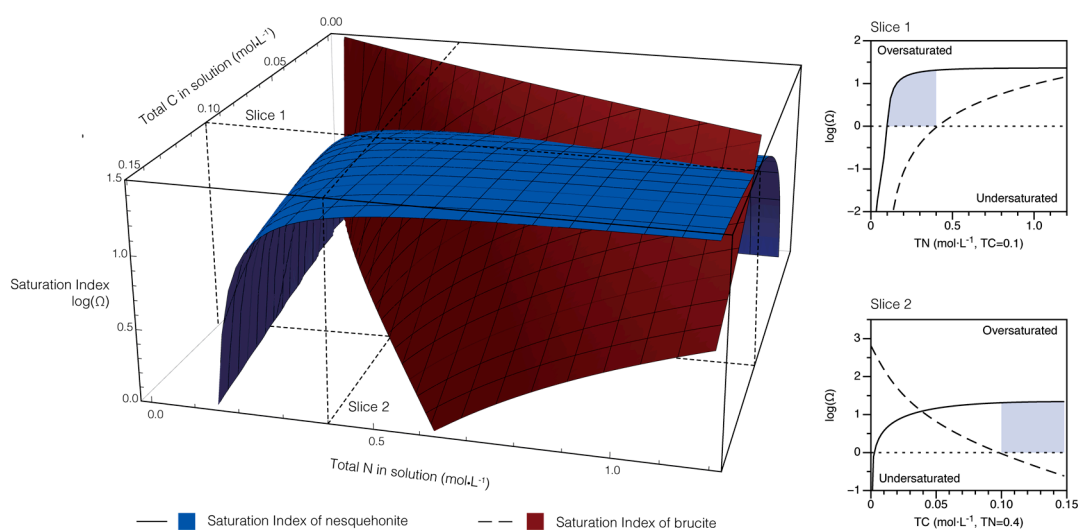 Total C in solution (mol•L⁻¹)
0.00
0.05
0.10
0.15
Slice 1
1.5
1.0
0.5
0.0
Saturation Index
log(Ω)
0.0
0.5
1.0
Slice 2
Total N in solution (mol•L⁻¹)
Saturation Index of nesquehonite
Saturation Index of brucite
Slice 1
Oversaturated
2
1
0
−1
−2
log(Ω)
Undersaturated
0
0.5
1.0
TN (mol·L⁻¹, TC=0.1)
Slice 2
Oversaturated
3
2
1
0
−1
log(Ω)
Undersaturated
0
0.05
0.10
0.15
TC (mol·L⁻¹, TN=0.4)